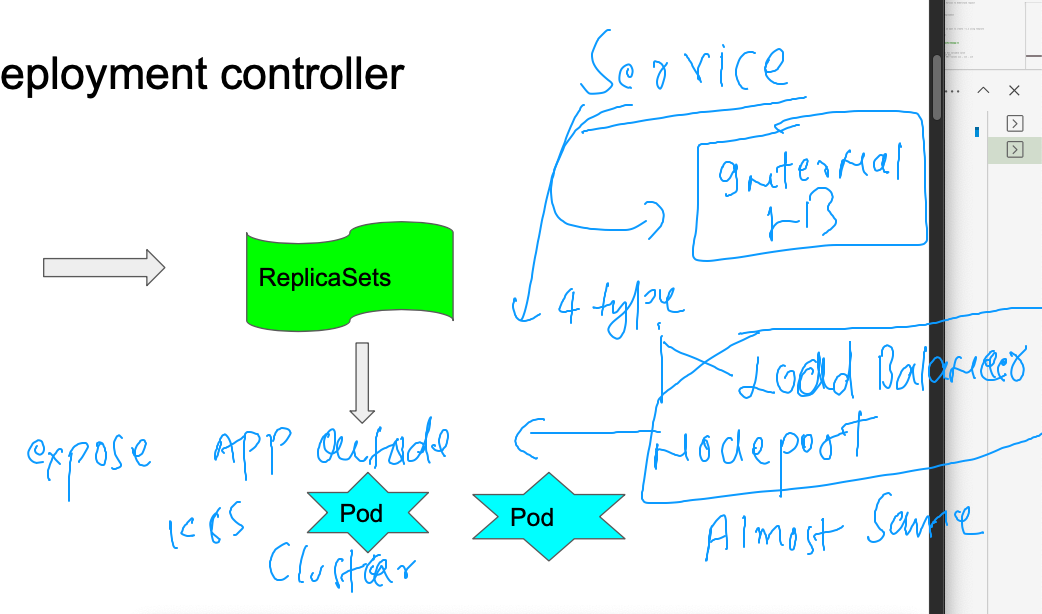 eployment controller
Service
Internal
LB
ReplicaSets
4 type
Load Balancer
Nodeport
expose APP outside
K8S
Pod
Pod
Cluster
Almost Same